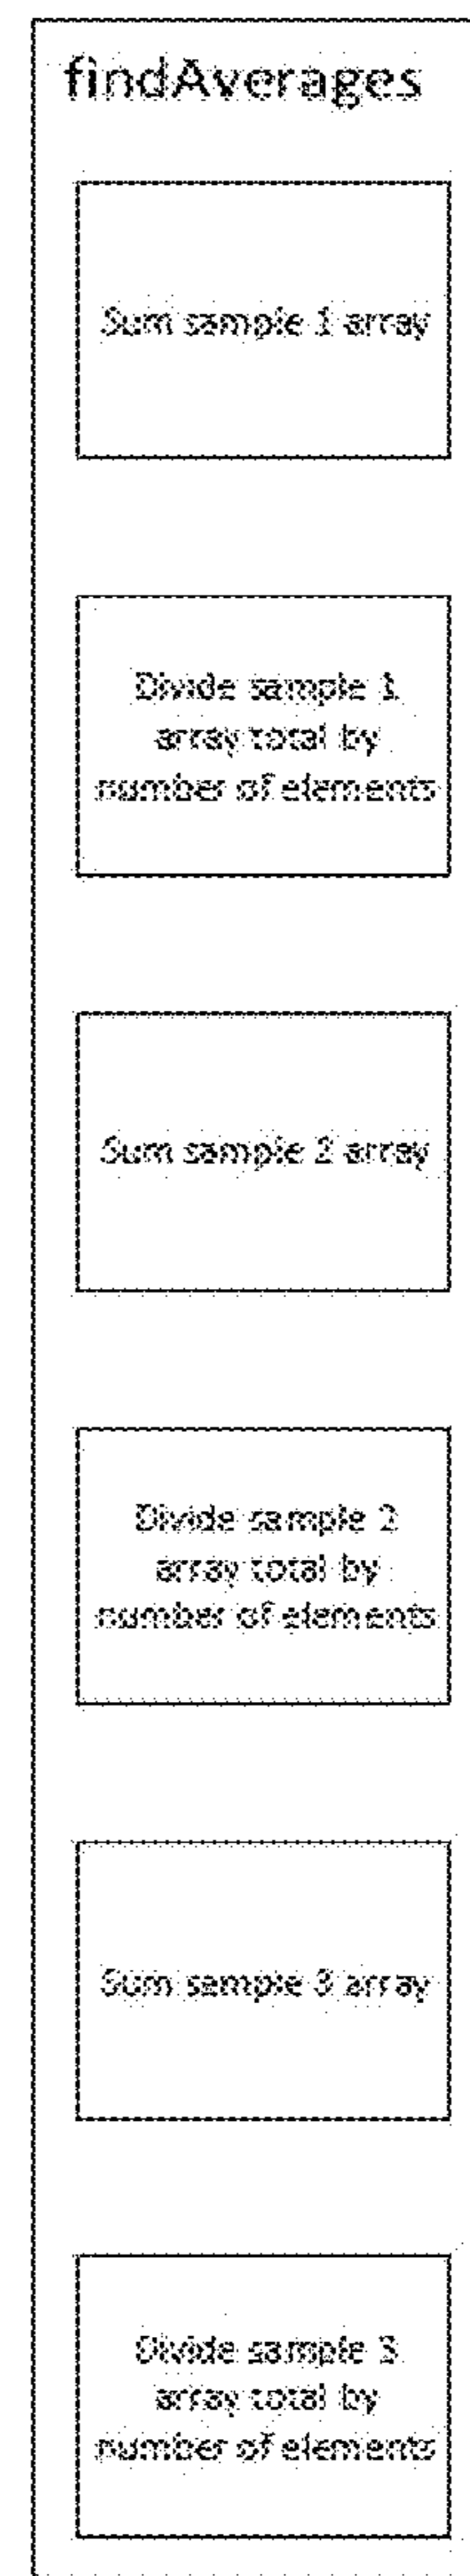 findAverages
Sum sample 1 array
Divide sample 1
array total by
number of elements
Sum sample 2 array
Divide sample 2
array total by
number of elements
Sum sample 3 array
Divide sample 3
array total by
number of elements